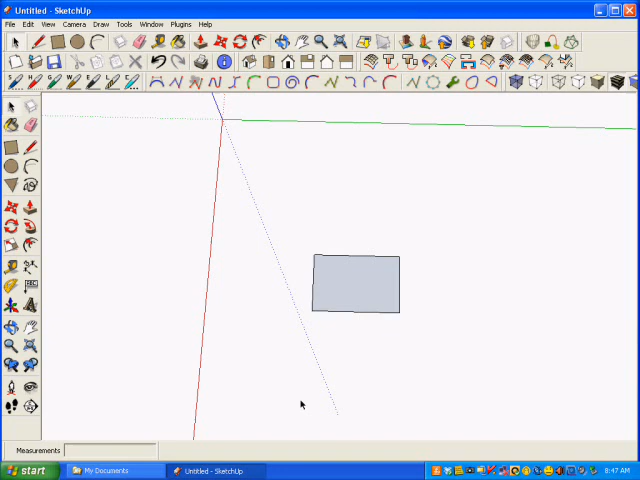 Untitled - SketchUp
File Edit View Camera Draw Tools Window Plugins Help
S H G W E L C
ABC
Measurements
start My Documents Untitled - SketchUp 8:47 AM